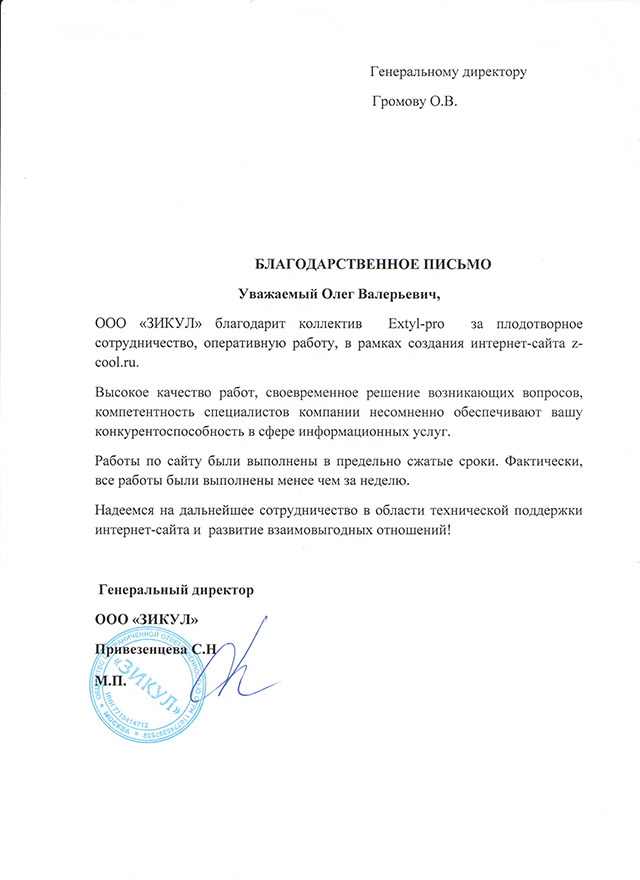 Генеральному директору
Громову О.В.
БЛАГОДАРСТВЕННОЕ ПИСЬМО
Уважаемый Олег Валерьевич,
ООО «ЗИКУЛ» благодарит коллектив Extyl-pro за плодотворное
сотрудничество, оперативную работу, в рамках создания интернет-сайта z-
cool.ru.
Высокое качество работ, своевременное решение возникающих вопросов,
компетентность специалистов компании несомненно обеспечивают вашу
конкурентоспособность в сфере информационных услуг.
Работы по сайту были выполнены в предельно сжатые сроки. Фактически,
все работы были выполнены менее чем за неделю.
Надеемся на дальнейшее сотрудничество в области технической поддержки
интернет-сайта и развитие взаимовыгодных отношений!
Генеральный директор
ООО «ЗИКУЛ»
Привезенцева С.Н
М.П.
«ЗИКУЛ»
МОСКВА